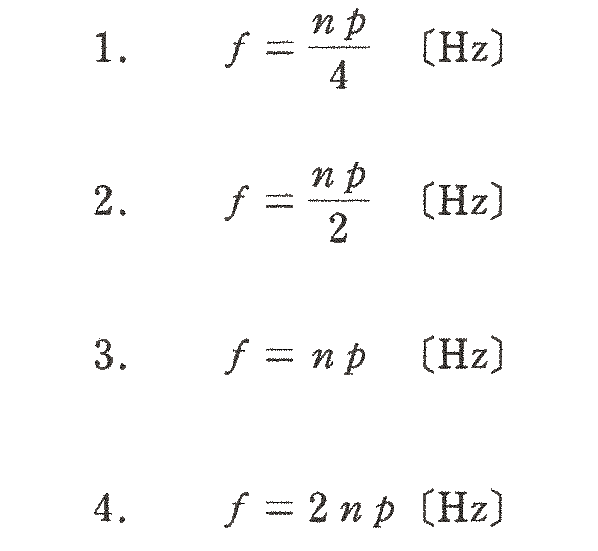 1. f = np/4 〔Hz〕
2. f = np/2 〔Hz〕
3. f = np 〔Hz〕
4. f = 2np 〔Hz〕